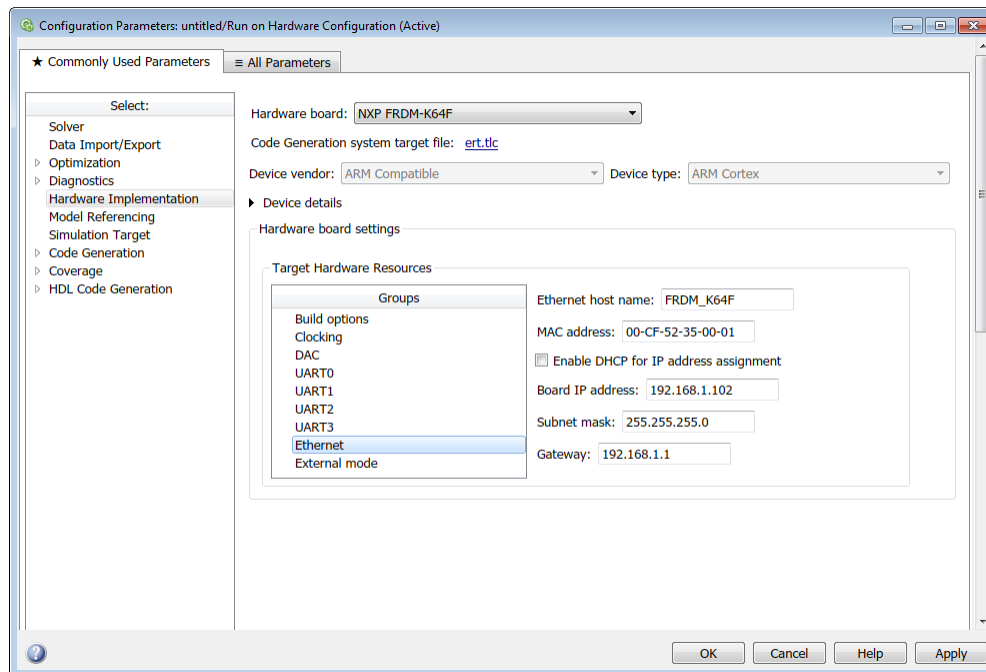 Configuration Parameters: untitled/Run on Hardware Configuration (Active)
★ Commonly Used Parameters
≡ All Parameters
Select:
Solver
Data Import/Export
Optimization
Diagnostics
Hardware Implementation
Model Referencing
Simulation Target
Code Generation
Coverage
HDL Code Generation
Hardware board: NXP FRDM-K64F
Code Generation system target file: ert.tlc
Device vendor: ARM Compatible Device type: ARM Cortex
Device details
Hardware board settings
Target Hardware Resources
Groups
Build options
Clocking
DAC
UART0
UART1
UART2
UART3
Ethernet
External mode
Ethernet host name: FRDM_K64F
MAC address: 00-CF-52-35-00-01
Enable DHCP for IP address assignment
Board IP address: 192.168.1.102
Subnet mask: 255.255.255.0
Gateway: 192.168.1.1
OK Cancel Help Apply